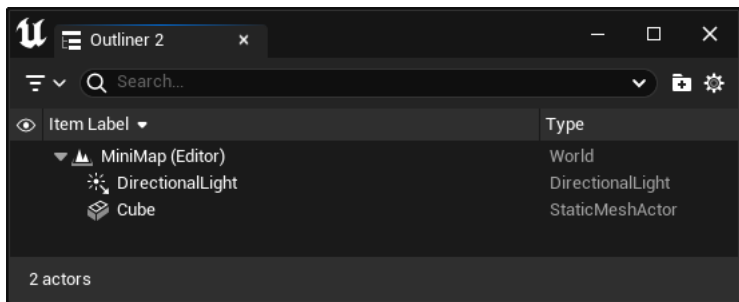 Outliner 2
Search...
Item Label Type
MiniMap (Editor) World
DirectionalLight DirectionalLight
Cube StaticMeshActor
2 actors